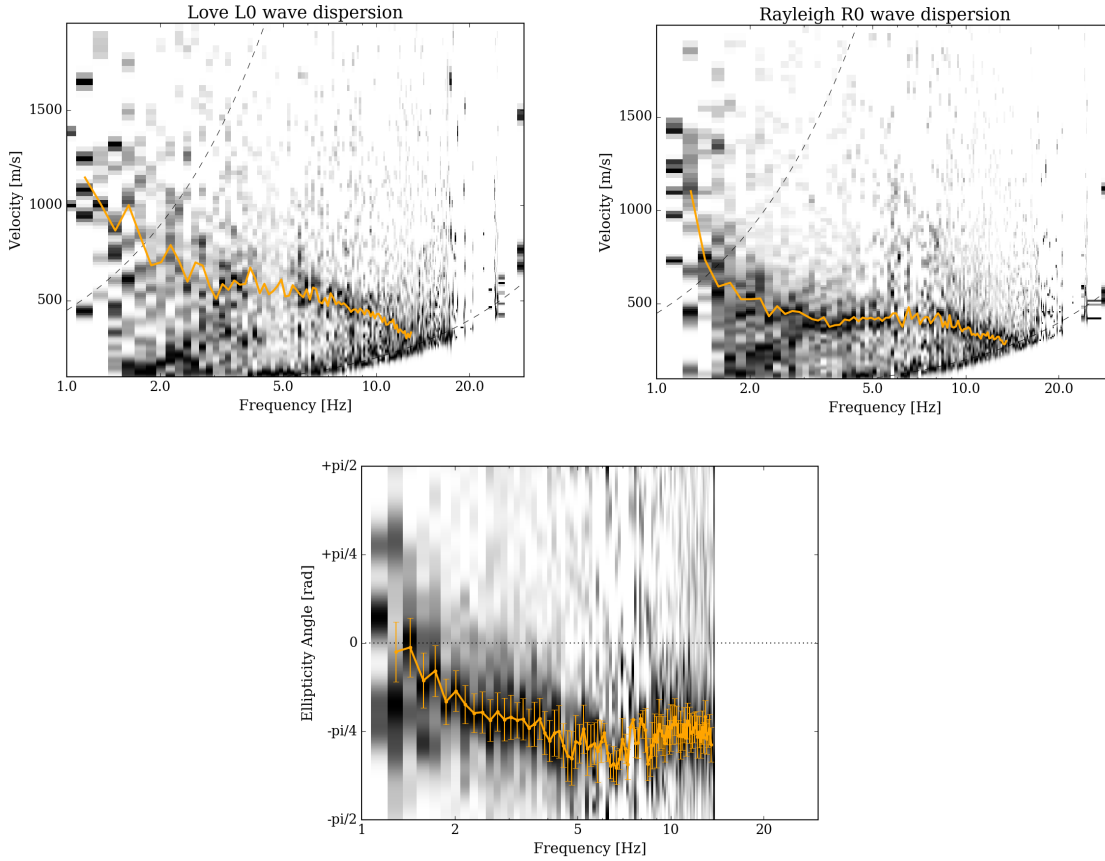 Love L0 wave dispersion
1500
1000
500
Velocity [m/s]
1.0 2.0 5.0 10.0 20.0
Frequency [Hz]
Rayleigh R0 wave dispersion
1500
1000
500
Velocity [m/s]
1.0 2.0 5.0 10.0 20.0
Frequency [Hz]
+pi/2
+pi/4
0
-pi/4
-pi/2
Ellipticity Angle [rad]
1 2 5 10 20
Frequency [Hz]